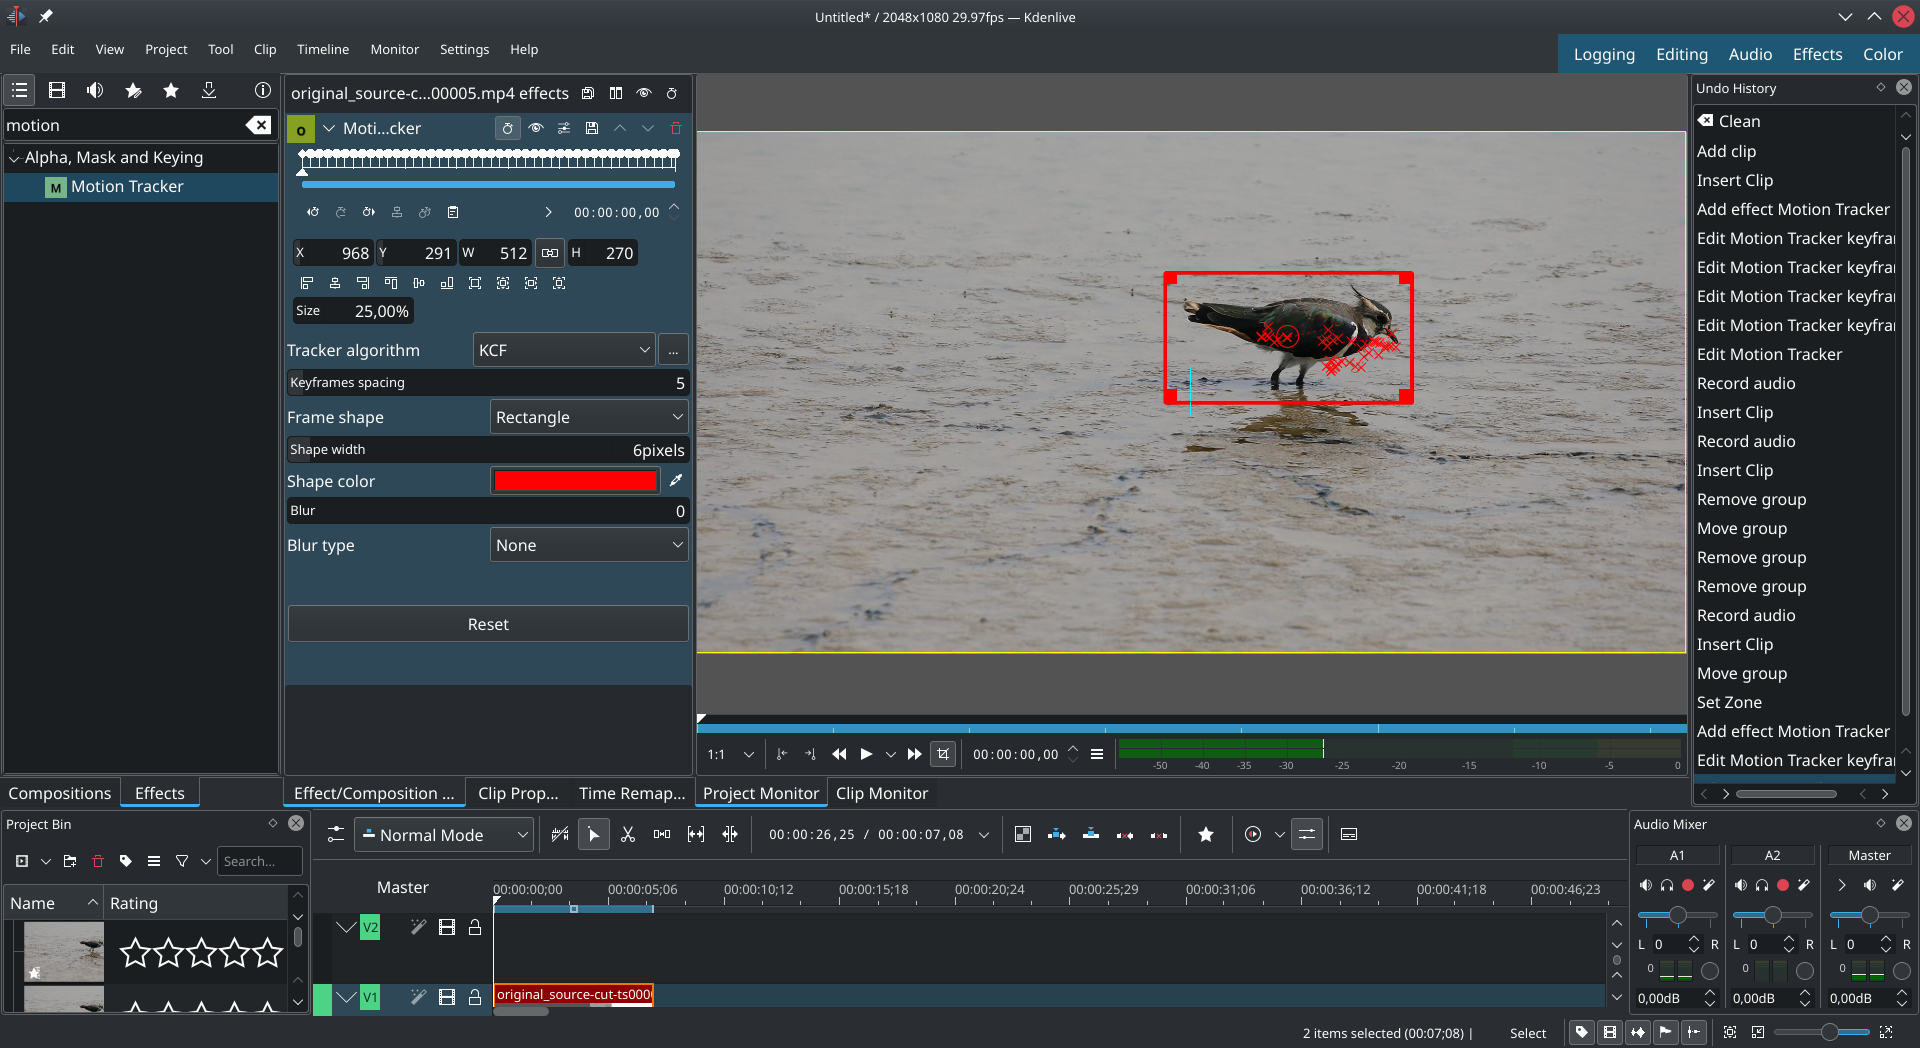 Untitled* / 2048x1080 29.97fps — Kdenlive
File Edit View Project Tool Clip Timeline Monitor Settings Help
Logging Editing Audio Effects Color
motion
Alpha, Mask and Keying
M Motion Tracker
original_source-c...00005.mp4 effects
o Moti...cker
00:00:00,00
X 968 Y 291 W 512 H 270
Size 25,00%
Tracker algorithm KCF ...
Keyframes spacing 5
Frame shape Rectangle
Shape width 6pixels
Shape color
Blur 0
Blur type None
Reset
1:1 00:00:00,00 -50 -40 -35 -30 -25 -20 -15 -10 -5 0
Undo History
Clean
Add clip
Insert Clip
Add effect Motion Tracker
Edit Motion Tracker keyfra
Edit Motion Tracker keyfra
Edit Motion Tracker keyfra
Edit Motion Tracker keyfra
Edit Motion Tracker
Record audio
Insert Clip
Record audio
Insert Clip
Remove group
Move group
Remove group
Remove group
Record audio
Insert Clip
Move group
Set Zone
Add effect Motion Tracker
Edit Motion Tracker keyfra
Compositions Effects Effect/Composition ... Clip Prop... Time Remap... Project Monitor Clip Monitor
Project Bin
Search...
Name Rating
Normal Mode 00:00:26,25 / 00:00:07,08
Master 00:00:00;00 00:00:05;06 00:00:10;12 00:00:15;18 00:00:20;24 00:00:25;29 00:00:31;06 00:00:36;12 00:00:41;18 00:00:46;23
V2
V1 original_source-cut-ts000
Audio Mixer
A1 A2 Master
L 0 R L 0 R L 0 R
0 0 0
0,00dB 0,00dB 0,00dB
2 items selected (00:07;08) | Select